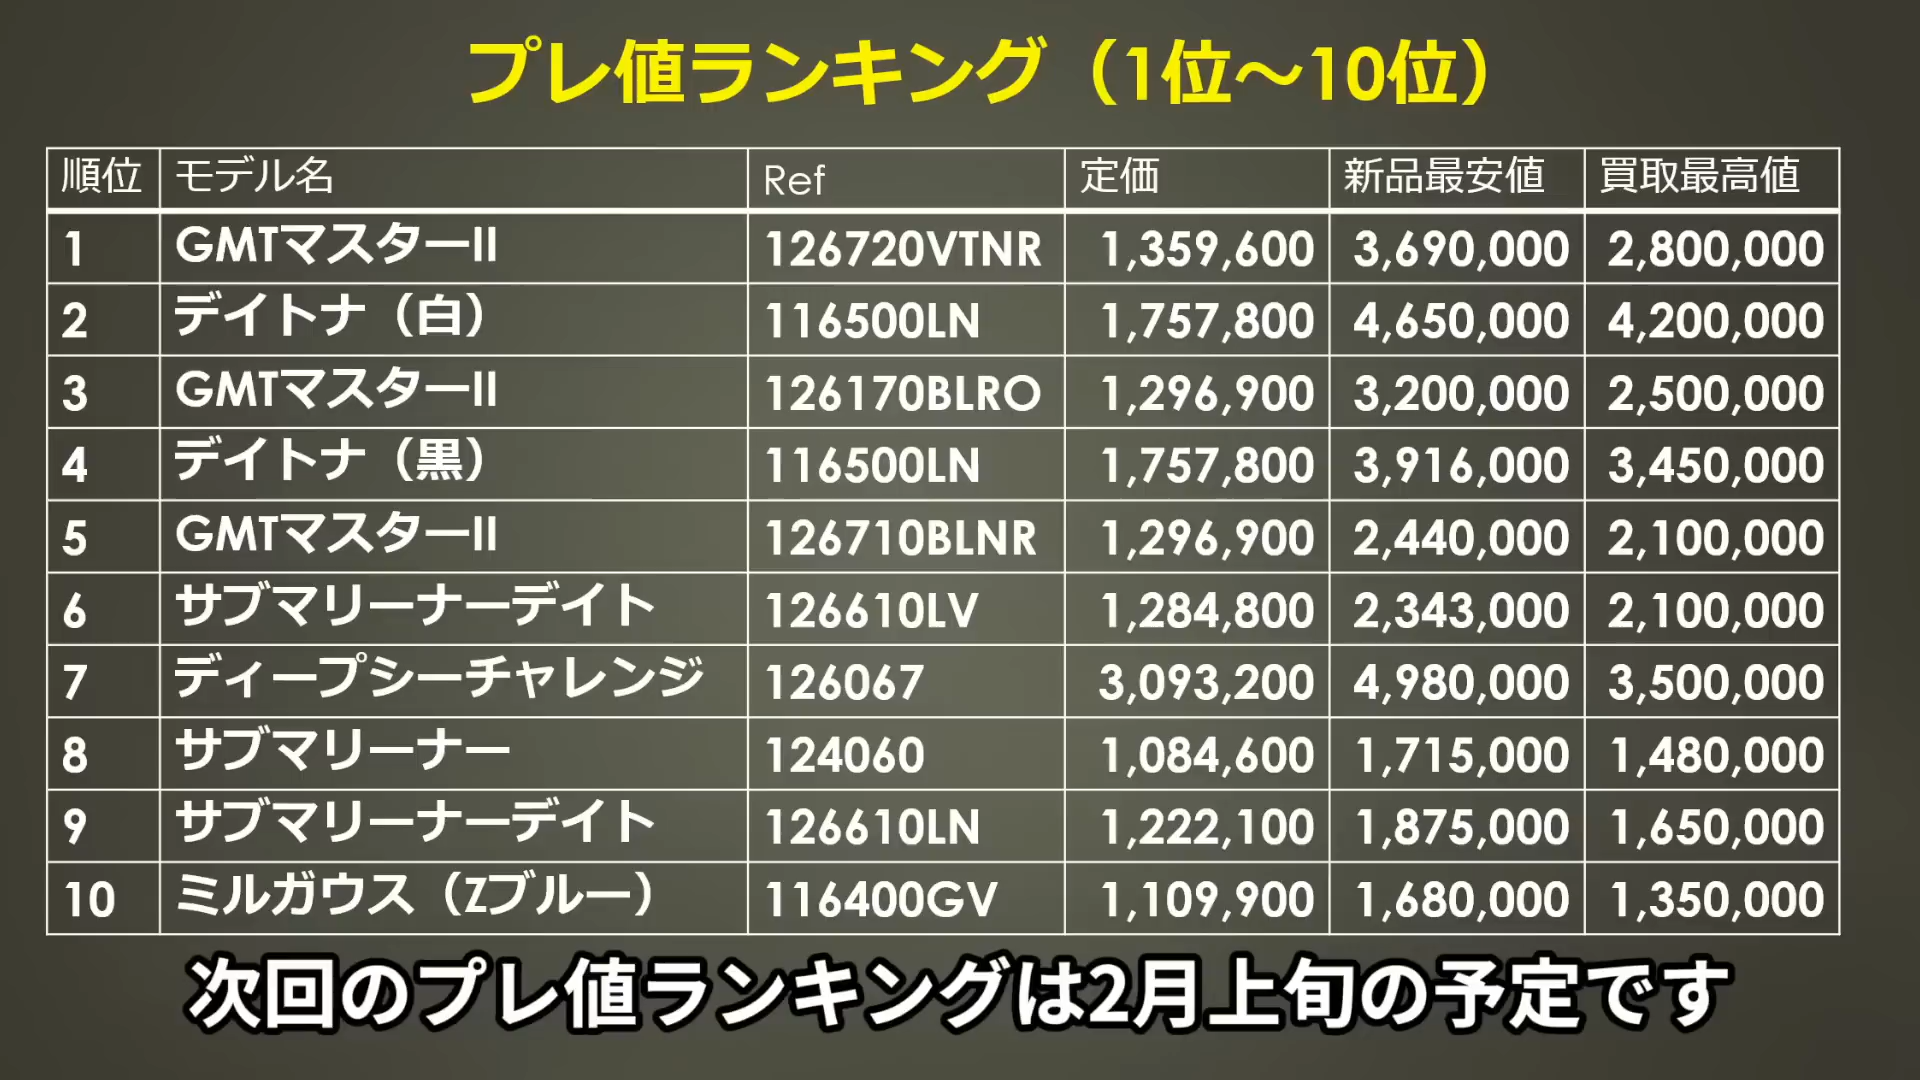 プレ値ランキング（1位～10位）
順位 モデル名 Ref 定価 新品最安値 買取最高値
1 GMTマスターII 126720VTNR 1,359,600 3,690,000 2,800,000
2 デイトナ（白） 116500LN 1,757,800 4,650,000 4,200,000
3 GMTマスターII 126170BLRO 1,296,900 3,200,000 2,500,000
4 デイトナ（黒） 116500LN 1,757,800 3,916,000 3,450,000
5 GMTマスターII 126710BLNR 1,296,900 2,440,000 2,100,000
6 サブマリーナーデイト 126610LV 1,284,800 2,343,000 2,100,000
7 ディープシーチャレンジ 126067 3,093,200 4,980,000 3,500,000
8 サブマリーナー 124060 1,084,600 1,715,000 1,480,000
9 サブマリーナーデイト 126610LN 1,222,100 1,875,000 1,650,000
10 ミルガウス（Zブルー） 116400GV 1,109,900 1,680,000 1,350,000
次回のプレ値ランキングは2月上旬の予定です